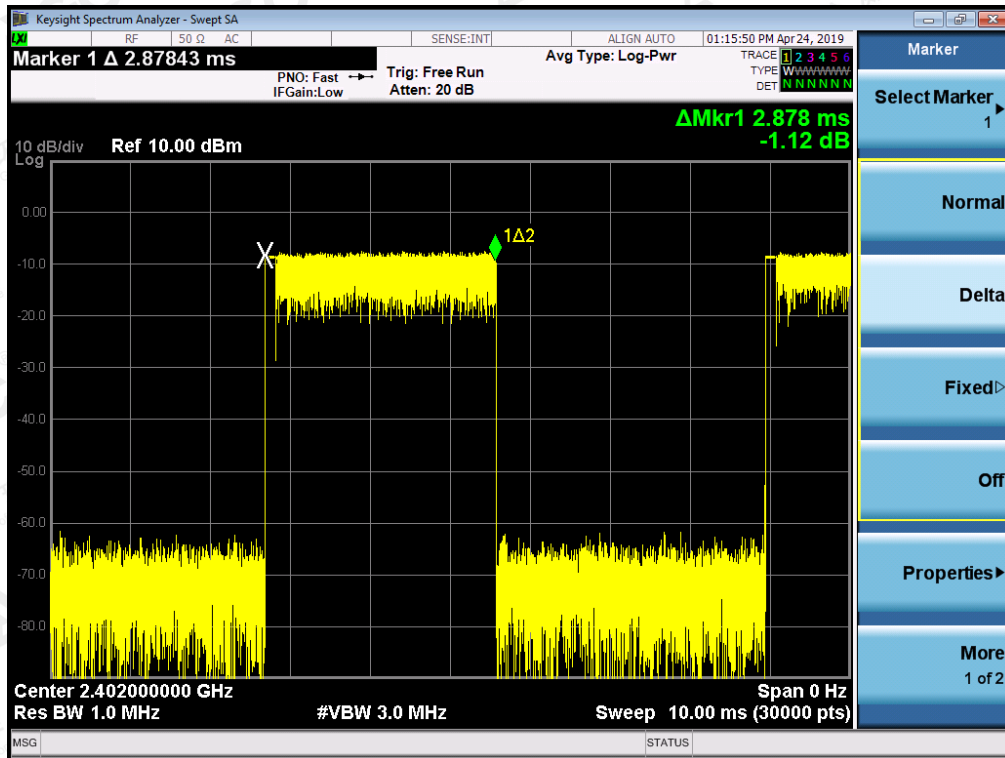 Keysight Spectrum Analyzer - Swept SA
LXI RF 50 Ω AC SENSE:INT ALIGN AUTO 01:15:50 PM Apr 24, 2019
Marker 1 Δ 2.87843 ms
PNO: Fast
IFGain:Low
Trig: Free Run
Atten: 20 dB
Avg Type: Log-Pwr
TRACE 1 2 3 4 5 6
TYPE WWWWWW
DET N N N N N N
ΔMkr1 2.878 ms
-1.12 dB
10 dB/div Ref 10.00 dBm
Log
0.00
-10.0
-20.0
-30.0
-40.0
-50.0
-60.0
-70.0
-80.0
X
1Δ2
Center 2.402000000 GHz Span 0 Hz
Res BW 1.0 MHz #VBW 3.0 MHz Sweep 10.00 ms (30000 pts)
MSG STATUS
Marker
Select Marker
1
Normal
Delta
Fixed
Off
Properties
More
1 of 2